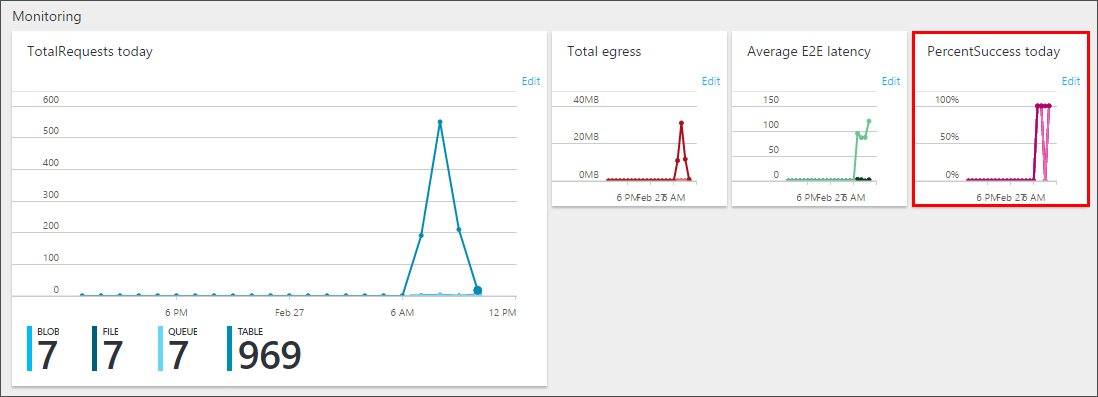 Monitoring
TotalRequests today
Edit
600
500
400
300
200
100
0
6 PM Feb 27 6 AM 12 PM
BLOB FILE QUEUE TABLE
7 7 7 969
Total egress
Edit
40MB
20MB
0MB
6 PM Feb 27 6 AM
Average E2E latency
Edit
150
100
50
0
6 PM Feb 27 6 AM
PercentSuccess today
Edit
100%
50%
0%
6 PM Feb 27 6 AM